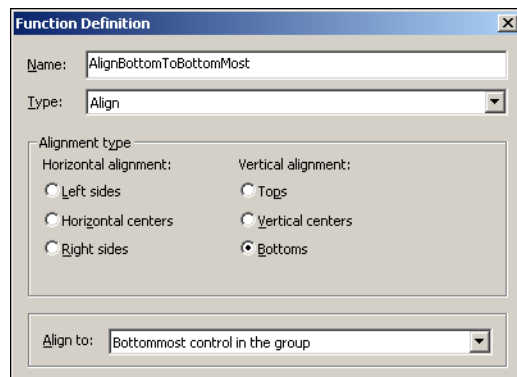 Function Definition
Name: AlignBottomToBottomMost
Type: Align
Alignment type
Horizontal alignment: Vertical alignment:
Left sides Tops
Horizontal centers Vertical centers
Right sides Bottoms
Align to: Bottommost control in the group